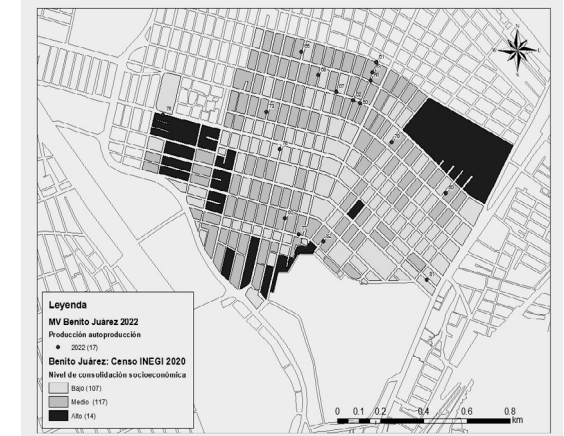 N
Leyenda
MV Benito Juárez 2022
Producción autoproducción
2022 (17)
Benito Juárez: Censo INEGI 2020
Nivel de consolidación socioeconómica
Bajo (107)
Medio (117)
Alto (14)
0 0.1 0.2 0.4 0.6 0.8
km